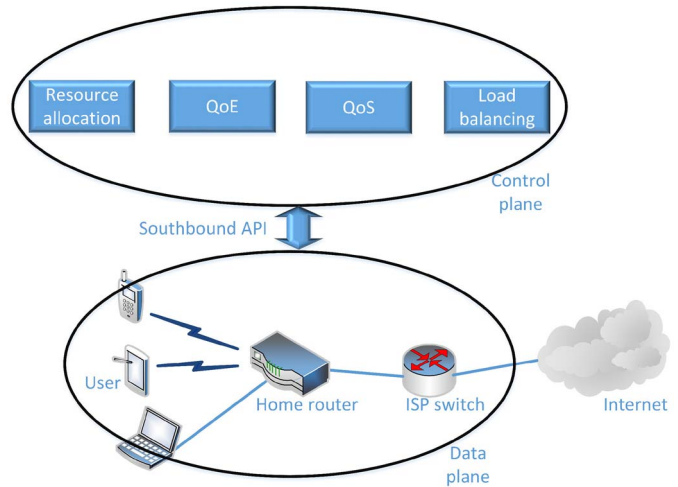 Resource
allocation
QoE
QoS
Load
balancing
Control
plane
Southbound API
User
Home router
ISP switch
Internet
Data
plane